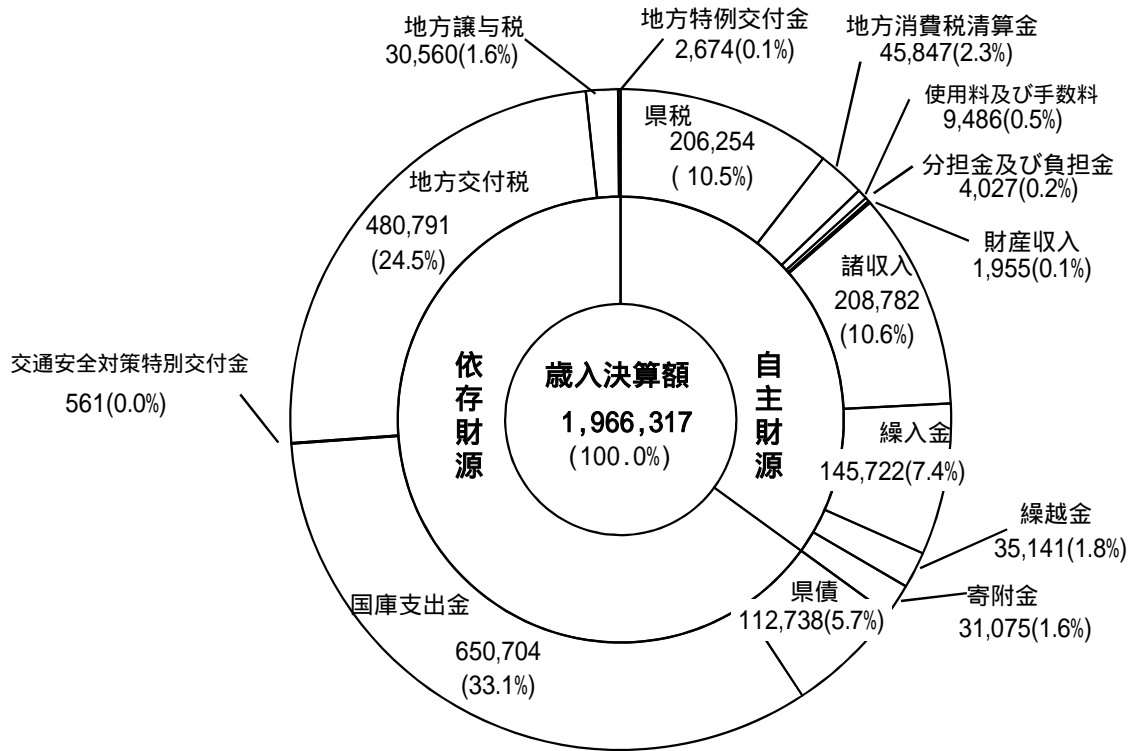 地方譲与税
30,560(1.6%)
地方特例交付金
2,674(0.1%)
地方消費税清算金
45,847(2.3%)
使用料及び手数料
9,486(0.5%)
県税
206,254
( 10.5%)
分担金及び負担金
4,027(0.2%)
地方交付税
480,791
(24.5%)
財産収入
1,955(0.1%)
諸収入
208,782
(10.6%)
交通安全対策特別交付金
561(0.0%)
依存財源
歳入決算額
1,966,317
(100.0%)
自主財源
繰入金
145,722(7.4%)
繰越金
35,141(1.8%)
寄附金
31,075(1.6%)
県債
112,738(5.7%)
国庫支出金
650,704
(33.1%)